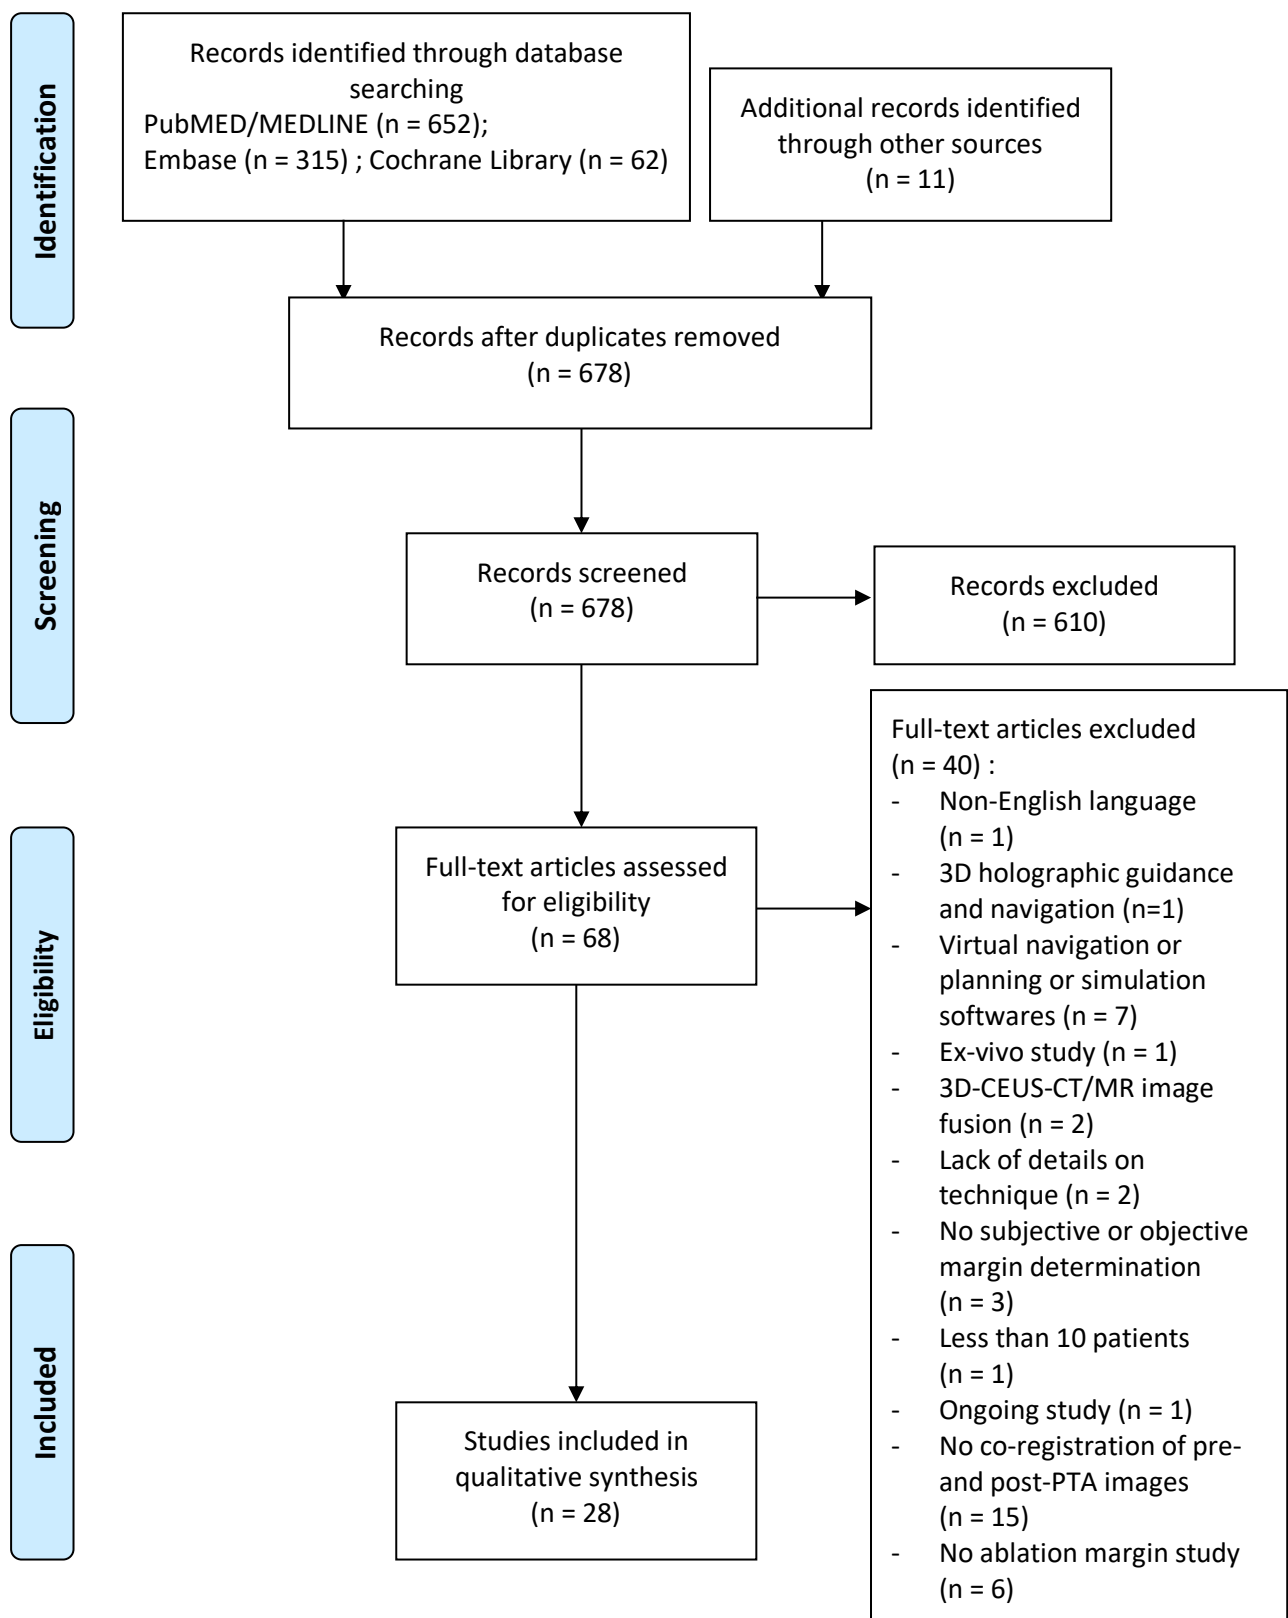 Identification
Records identified through database
searching
PubMED/MEDLINE (n = 652);
Embase (n = 315) ; Cochrane Library (n = 62)
Additional records identified
through other sources
(n = 11)
Records after duplicates removed
(n = 678)
Screening
Records screened
(n = 678)
Records excluded
(n = 610)
Eligibility
Full-text articles assessed
for eligibility
(n = 68)
Full-text articles excluded
(n = 40) :
- Non-English language
(n = 1)
- 3D holographic guidance
and navigation (n=1)
- Virtual navigation or
planning or simulation
softwares (n = 7)
- Ex-vivo study (n = 1)
- 3D-CEUS-CT/MR image
fusion (n = 2)
- Lack of details on
technique (n = 2)
- No subjective or objective
margin determination
(n = 3)
- Less than 10 patients
(n = 1)
- Ongoing study (n = 1)
- No co-registration of pre-
and post-PTA images
(n = 15)
- No ablation margin study
(n = 6)
Included
Studies included in
qualitative synthesis
(n = 28)